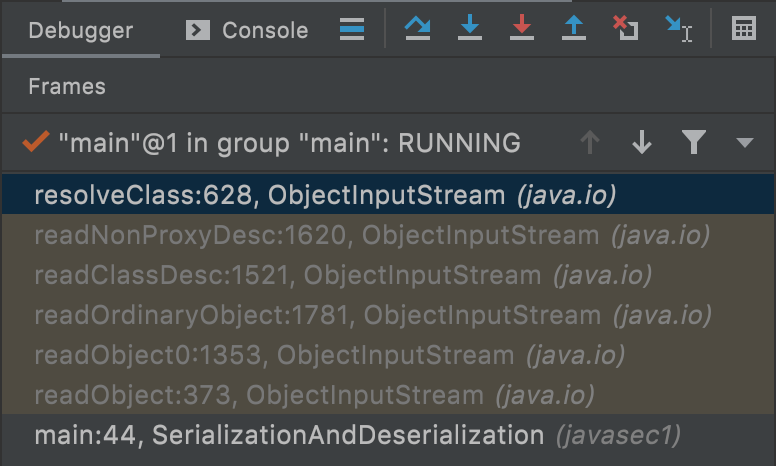 Debugger Console
Frames
"main"@1 in group "main": RUNNING
resolveClass:628, ObjectInputStream (java.io)
readNonProxyDesc:1620, ObjectInputStream (java.io)
readClassDesc:1521, ObjectInputStream (java.io)
readOrdinaryObject:1781, ObjectInputStream (java.io)
readObject0:1353, ObjectInputStream (java.io)
readObject:373, ObjectInputStream (java.io)
main:44, SerializationAndDeserialization (javasec1)